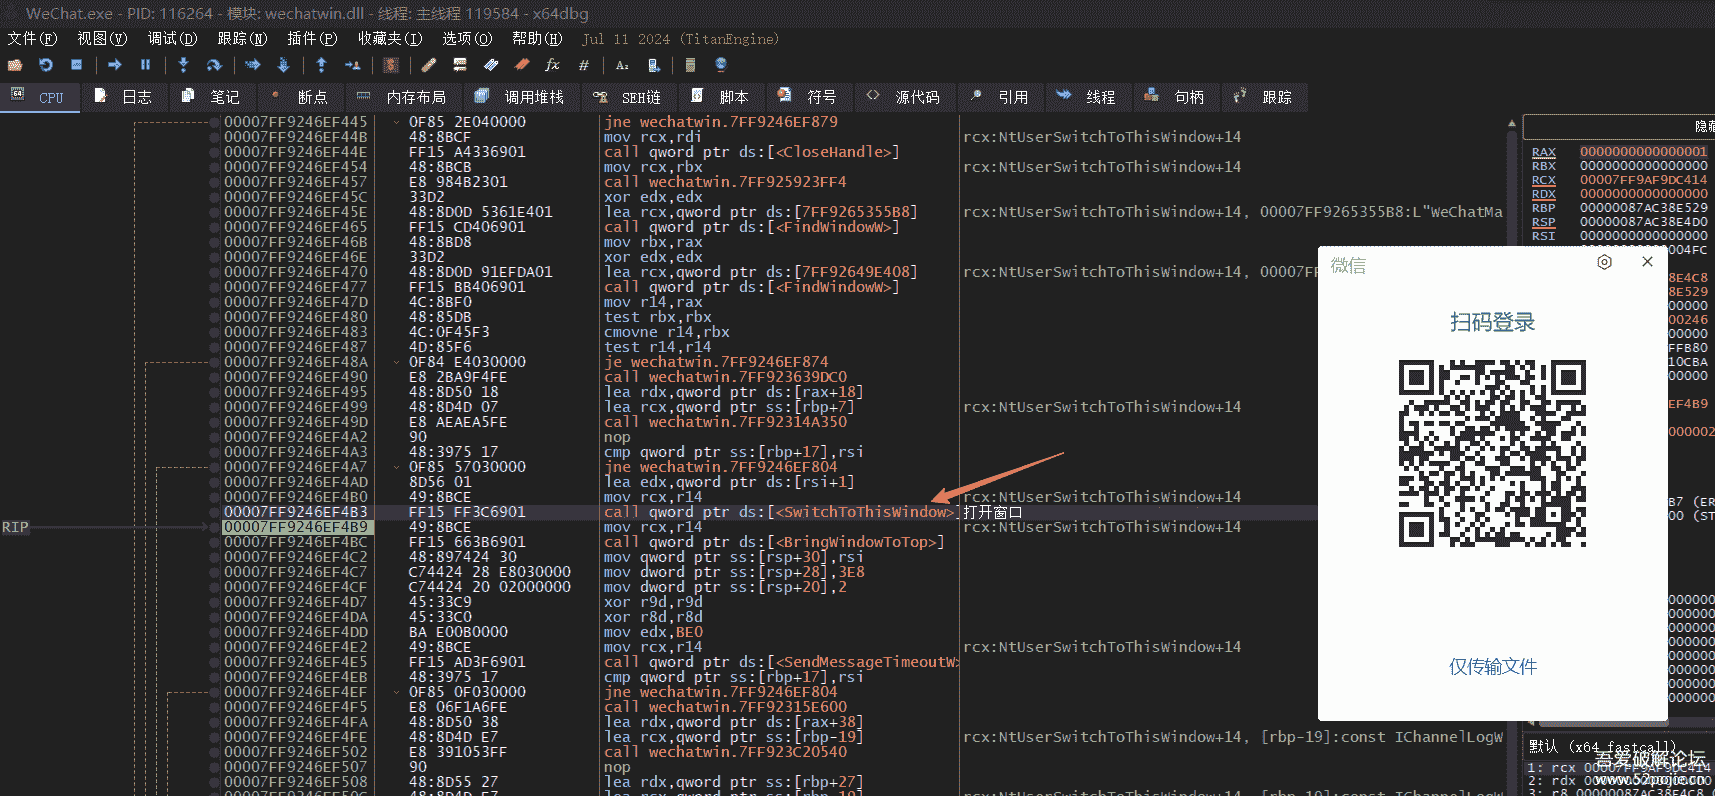 WeChat.exe - PID: 116264 - 模块: wechatwin.dll - 线程: 主线程 119584 - x64dbg
文件(F) 视图(V) 调试(D) 跟踪(N) 插件(P) 收藏夹(I) 选项(O) 帮助(H) Jul 11 2024 (TitanEngine)
CPU 日志 笔记 断点 内存布局 调用堆栈 SEH链 脚本 符号 源代码 引用 线程 句柄 跟踪
00007FF9246EF445 0F85 2E040000 jne wechatwin.7FF9246EF879
00007FF9246EF44B 48:8BCF mov rcx,rdi rcx:NtUserSwitchToThisWindow+14
00007FF9246EF44E FF15 A4336901 call qword ptr ds:[<CloseHandle>]
00007FF9246EF454 48:8BCB mov rcx,rbx rcx:NtUserSwitchToThisWindow+14
00007FF9246EF457 E8 984B2301 call wechatwin.7FF925923FF4
00007FF9246EF45C 33D2 xor edx,edx
00007FF9246EF45E 48:8D0D 5361E401 lea rcx,qword ptr ds:[7FF9265355B8] rcx:NtUserSwitchToThisWindow+14, 00007FF9265355B8:L"WeChatMa
00007FF9246EF465 FF15 CD406901 call qword ptr ds:[<FindWindowW>]
00007FF9246EF46B 48:8BD8 mov rbx,rax
00007FF9246EF46E 33D2 xor edx,edx
00007FF9246EF470 48:8D0D 91EFDA01 lea rcx,qword ptr ds:[7FF92649E408] rcx:NtUserSwitchToThisWindow+14, 00007F
00007FF9246EF477 FF15 BB406901 call qword ptr ds:[<FindWindowW>]
00007FF9246EF47D 4C:8BF0 mov r14,rax
00007FF9246EF480 48:85DB test rbx,rbx
00007FF9246EF483 4C:0F45F3 cmovne r14,rbx
00007FF9246EF487 4D:85F6 test r14,r14
00007FF9246EF48A 0F84 E4030000 je wechatwin.7FF9246EF874
00007FF9246EF490 E8 2BA9F4FE call wechatwin.7FF923639DC0
00007FF9246EF495 48:8D50 18 lea rdx,qword ptr ds:[rax+18]
00007FF9246EF499 48:8D4D 07 lea rcx,qword ptr ss:[rbp+7] rcx:NtUserSwitchToThisWindow+14
00007FF9246EF49D E8 AEAEA5FE call wechatwin.7FF92314A350
00007FF9246EF4A2 90 nop
00007FF9246EF4A3 48:3975 17 cmp qword ptr ss:[rbp+17],rsi
00007FF9246EF4A7 0F85 57030000 jne wechatwin.7FF9246EF804
00007FF9246EF4AD 8D56 01 lea edx,qword ptr ds:[rsi+1]
00007FF9246EF4B0 49:8BCE mov rcx,r14 rcx:NtUserSwitchToThisWindow+14
00007FF9246EF4B3 FF15 FF3C6901 call qword ptr ds:[<SwitchToThisWindow>] 打开窗口
RIP 00007FF9246EF4B9 49:8BCE mov rcx,r14 rcx:NtUserSwitchToThisWindow+14
00007FF9246EF4BC FF15 663B6901 call qword ptr ds:[<BringWindowToTop>]
00007FF9246EF4C2 48:897424 30 mov qword ptr ss:[rsp+30],rsi
00007FF9246EF4C7 C74424 28 E8030000 mov dword ptr ss:[rsp+28],3E8
00007FF9246EF4CF C74424 20 02000000 mov dword ptr ss:[rsp+20],2
00007FF9246EF4D7 45:33C9 xor r9d,r9d
00007FF9246EF4DA 45:33C0 xor r8d,r8d
00007FF9246EF4DD BA E00B0000 mov edx,BE0
00007FF9246EF4E2 48:8BCE mov rcx,r14 rcx:NtUserSwitchToThisWindow+14
00007FF9246EF4E5 FF15 AD3F6901 call qword ptr ds:[<SendMessageTimeoutW>
00007FF9246EF4EB 48:3975 17 cmp qword ptr ss:[rbp+17],rsi
00007FF9246EF4EF 0F85 0F030000 jne wechatwin.7FF9246EF804
00007FF9246EF4F5 E8 06F1A6FE call wechatwin.7FF92315E600
00007FF9246EF4FA 48:8D50 38 lea rdx,qword ptr ds:[rax+38]
00007FF9246EF4FE 48:8D4D E7 lea rcx,qword ptr ss:[rbp-19] rcx:NtUserSwitchToThisWindow+14, [rbp-19]:const IChannelLogW
00007FF9246EF502 E8 391053FF call wechatwin.7FF923C20540
00007FF9246EF507 90 nop
00007FF9246EF508 48:8D55 27 lea rdx,qword ptr ss:[rbp+27]
隐藏
RAX 0000000000000001
RBX 0000000000000000
RCX 00007FF9AF9DC414
RDX 0000000000000000
RBP 00000087AC38E529
RSP 00000087AC38E4D0
RSI 0000000000000000
微信
扫码登录
仅传输文件
默认 (x64 fastcall)
1: rcx 00007FF9AF9DC414
吾爱破解论坛
www.52pojie.cn